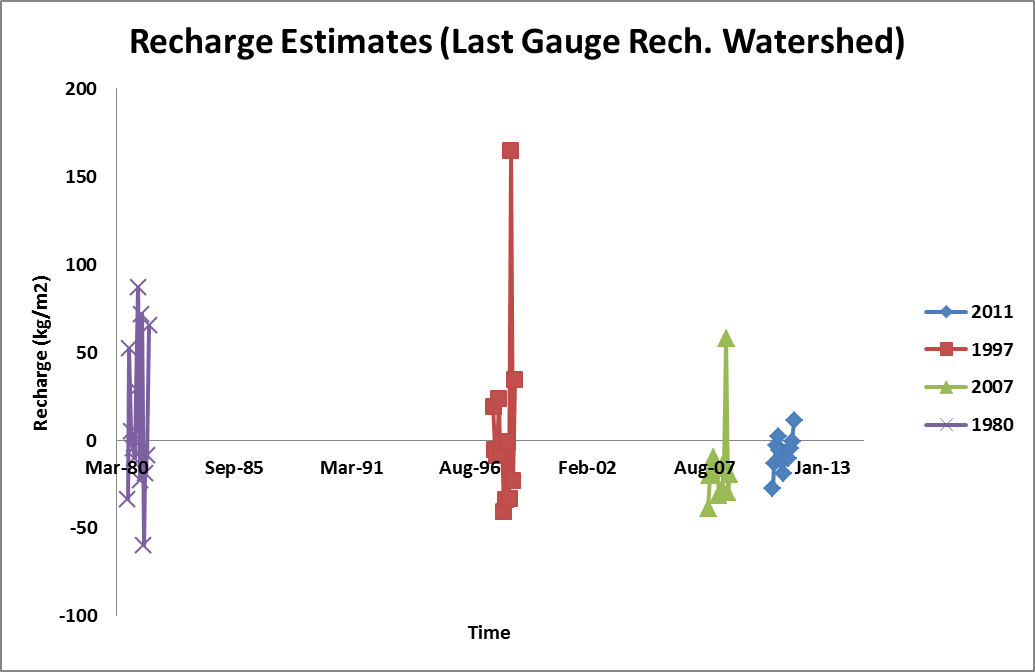 Recharge Estimates (Last Gauge Rech. Watershed)
200
150
100
50
0
-50
-100
Recharge (kg/m2)
Mar-80 Sep-85 Mar-91 Aug-96 Feb-02 Aug-07 Jan-13
Time
2011
1997
2007
1980